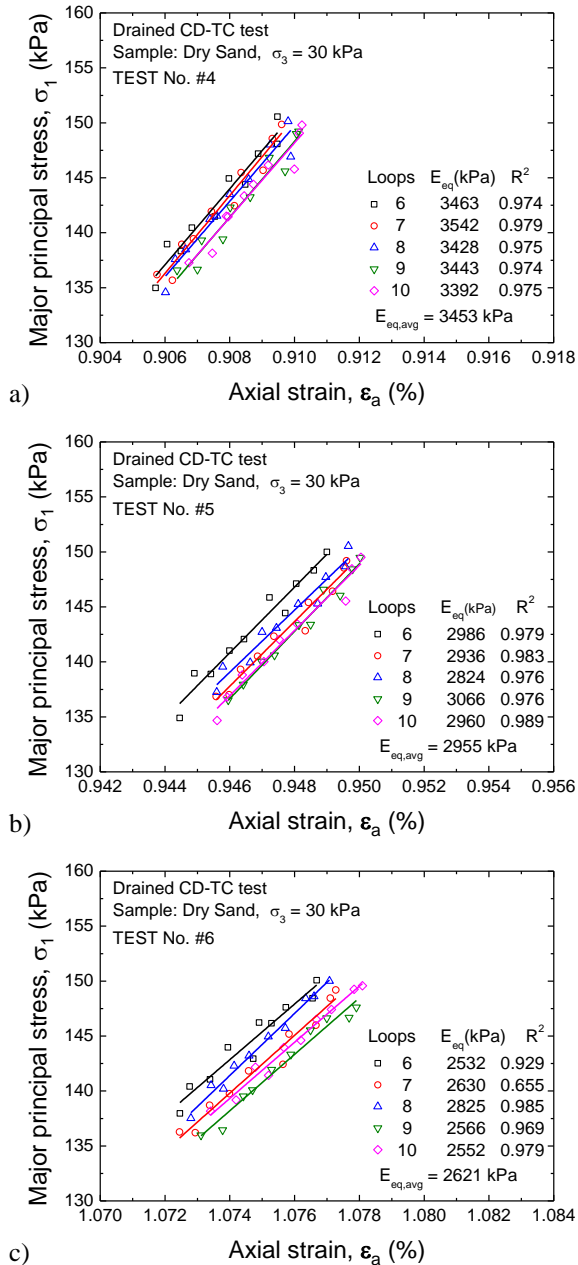 Drained CD-TC test
Sample: Dry Sand, σ3 = 30 kPa
TEST No. #4
Loops Eeq(kPa) R2
6 3463 0.974
7 3542 0.979
8 3428 0.975
9 3443 0.974
10 3392 0.975
Eeq,avg = 3453 kPa
Major principal stress, σ1 (kPa)
160
155
150
145
140
135
130
0.904 0.906 0.908 0.910 0.912 0.914 0.916 0.918
Axial strain, εa (%)
a)
Drained CD-TC test
Sample: Dry Sand, σ3 = 30 kPa
TEST No. #5
Loops Eeq(kPa) R2
6 2986 0.979
7 2936 0.983
8 2824 0.976
9 3066 0.976
10 2960 0.989
Eeq,avg = 2955 kPa
Major principal stress, σ1 (kPa)
160
155
150
145
140
135
130
0.942 0.944 0.946 0.948 0.950 0.952 0.954 0.956
Axial strain, εa (%)
b)
Drained CD-TC test
Sample: Dry Sand, σ3 = 30 kPa
TEST No. #6
Loops Eeq(kPa) R2
6 2532 0.929
7 2630 0.655
8 2825 0.985
9 2566 0.969
10 2552 0.979
Eeq,avg = 2621 kPa
Major principal stress, σ1 (kPa)
160
155
150
145
140
135
130
1.070 1.072 1.074 1.076 1.078 1.080 1.082 1.084
Axial strain, εa (%)
c)